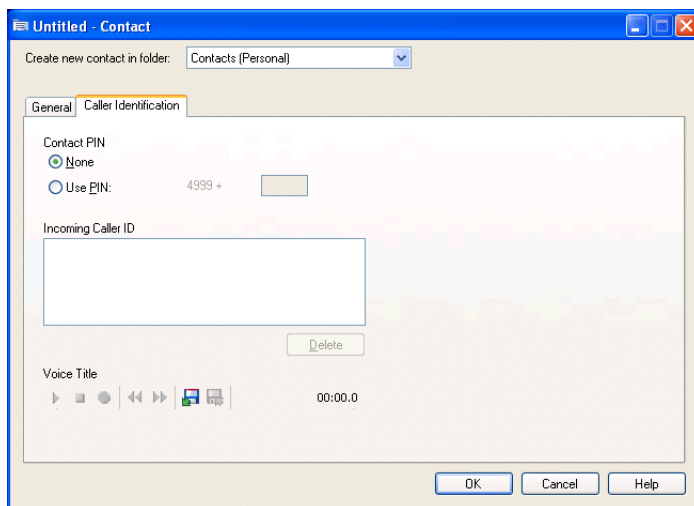 Untitled - Contact
Create new contact in folder: Contacts (Personal)
General Caller Identification
Contact PIN
None
Use PIN: 4999 +
Incoming Caller ID
Delete
Voice Title
00:00.0
OK Cancel Help